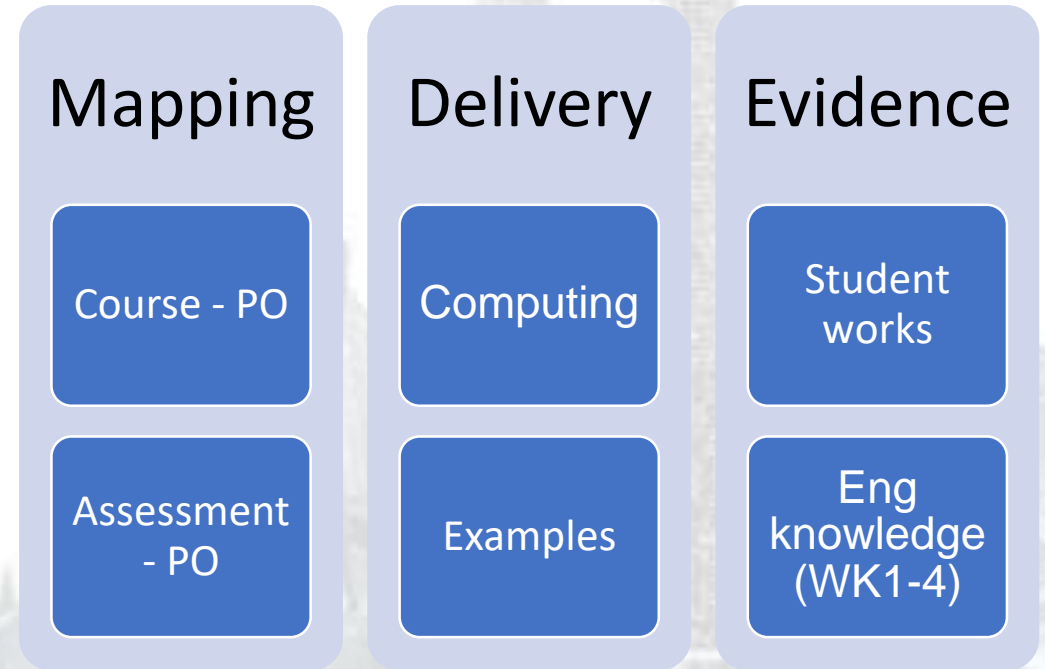 Mapping
Course - PO
Assessment
- PO
Delivery
Computing
Examples
Evidence
Student
works
Eng
knowledge
(WK1-4)